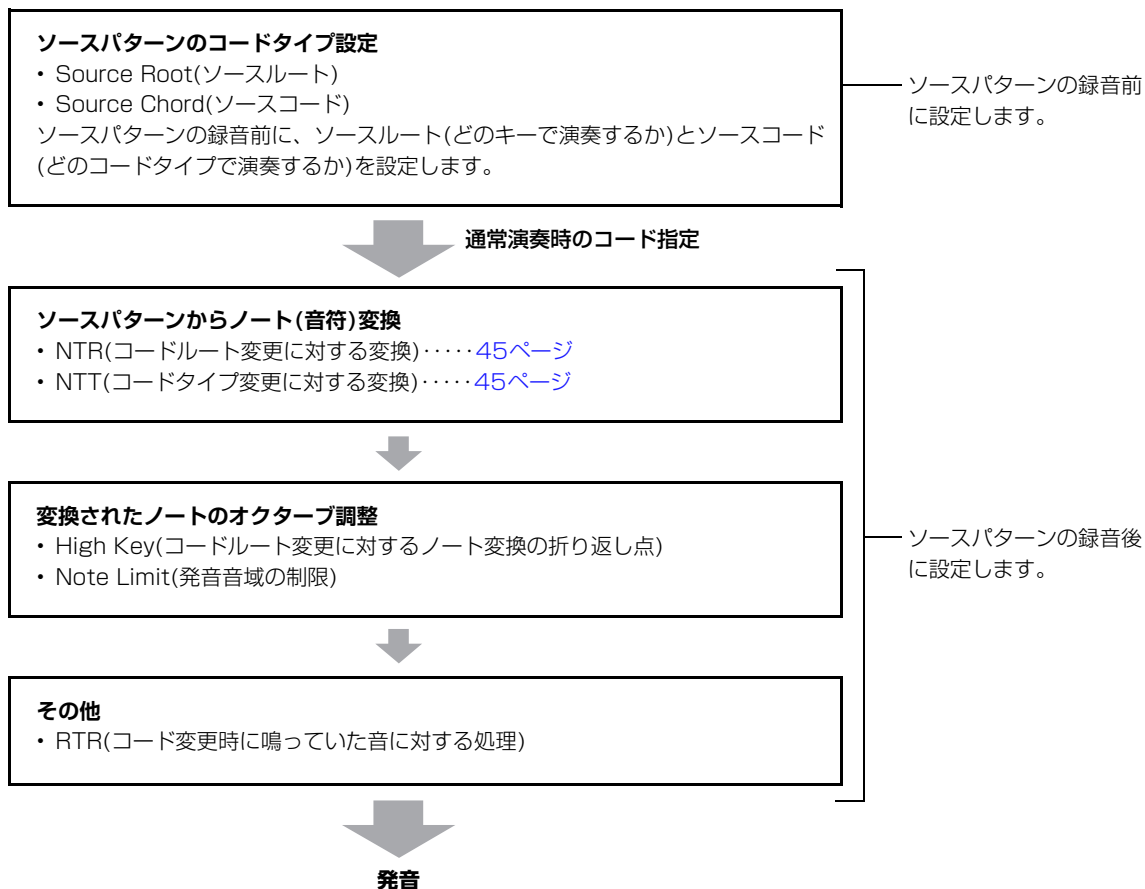 ソースパターンのコードタイプ設定
• Source Root(ソースルート)
• Source Chord(ソースコード)
ソースパターンの録音前に、ソースルート(どのキーで演奏するか)とソースコード
(どのコードタイプで演奏するか)を設定します。
ソースパターンの録音前
に設定します。
通常演奏時のコード指定
ソースパターンからノート(音符)変換
• NTR(コードルート変更に対する変換)‥‥‥45ページ
• NTT(コードタイプ変更に対する変換)‥‥‥45ページ
変換されたノートのオクターブ調整
• High Key(コードルート変更に対するノート変換の折り返し点)
• Note Limit(発音音域の制限)
ソースパターンの録音後
に設定します。
その他
• RTR(コード変更時に鳴っていた音に対する処理)
発音